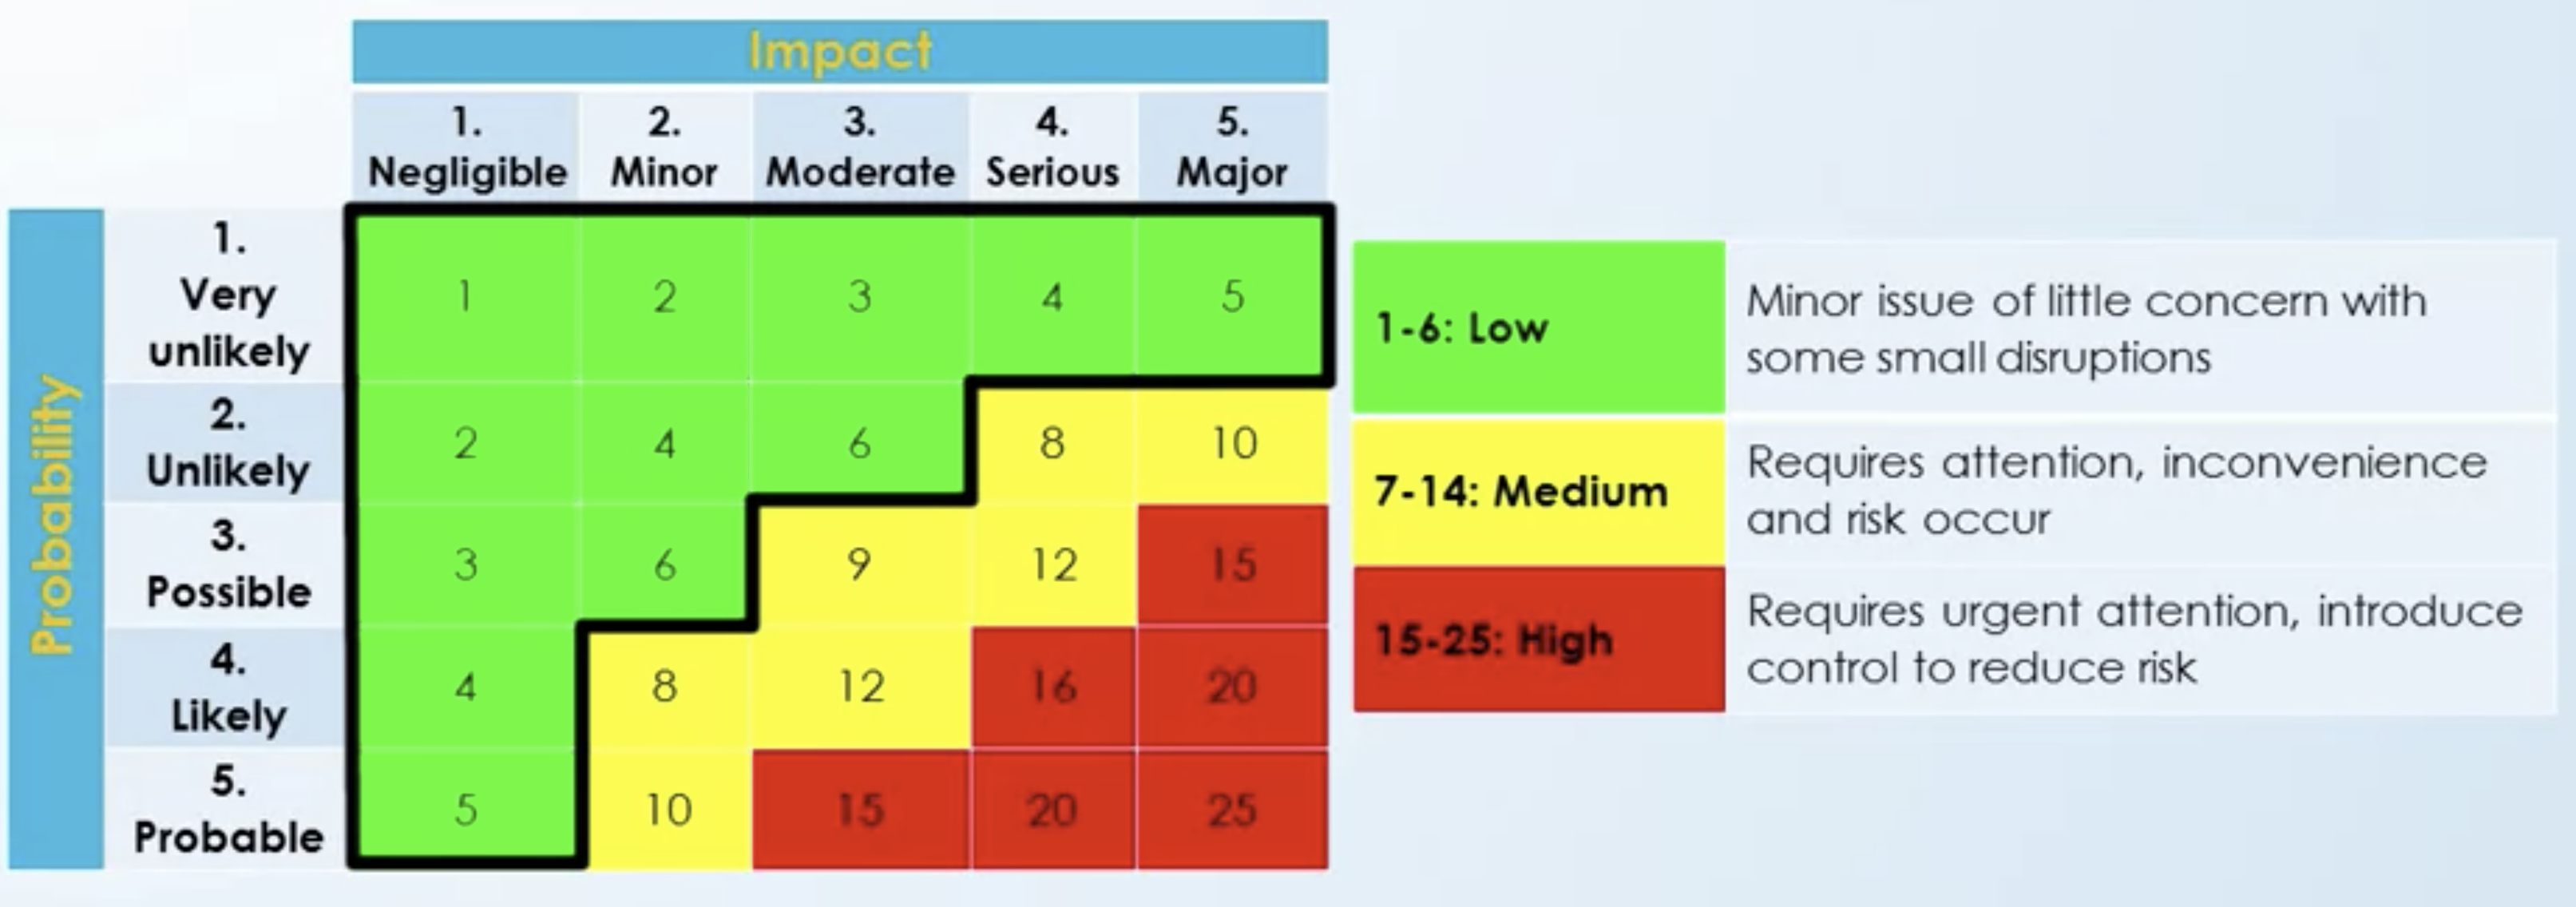 Impact
1.
Negligible
2.
Minor
3.
Moderate
4.
Serious
5.
Major
Probability
1.
Very
unlikely
1 2 3 4 5
2.
Unlikely
2 4 6 8 10
3.
Possible
3 6 9 12 15
4.
Likely
4 8 12 16 20
5.
Probable
5 10 15 20 25
1-6: Low
Minor issue of little concern with
some small disruptions
7-14: Medium
Requires attention, inconvenience
and risk occur
15-25: High
Requires urgent attention, introduce
control to reduce risk